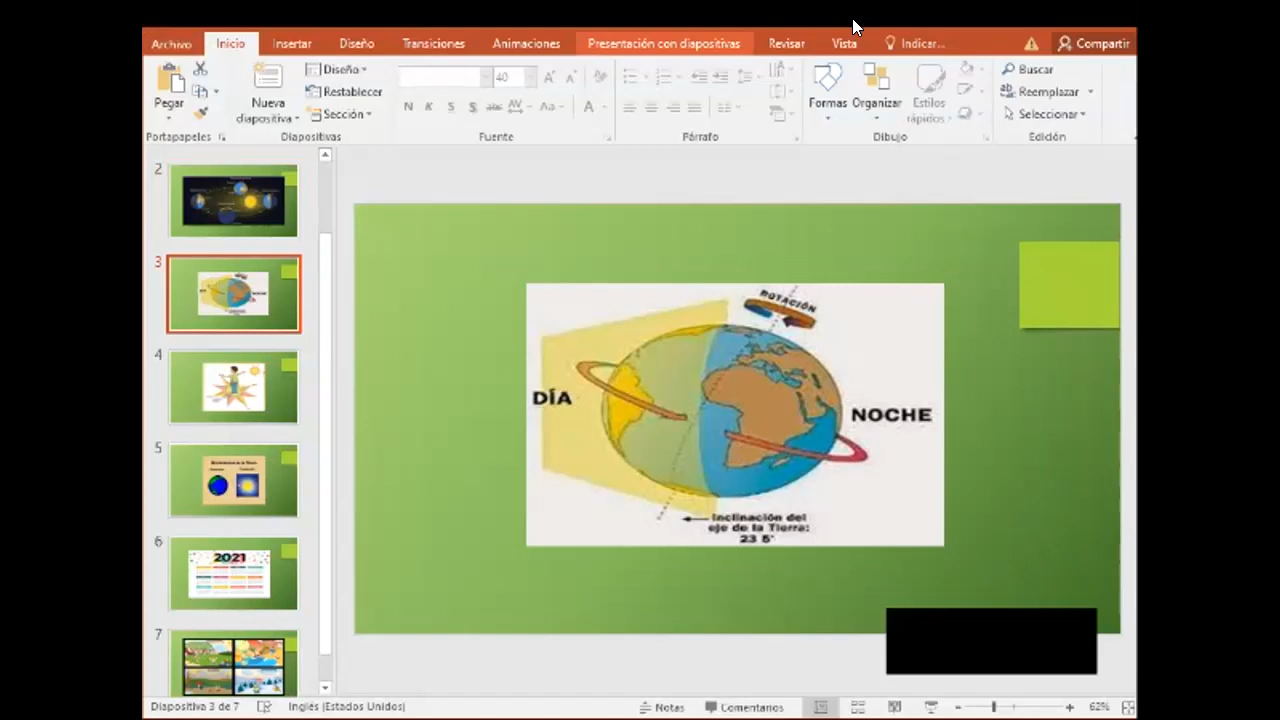 Archivo Inicio Insertar Diseño Transiciones Animaciones Presentación con diapositivas Revisar Vista Indicar... Compartir
Pegar
Nueva diapositiva
Diseño
Restablecer
Sección
40
N K S S abc AV Aa A
Formas Organizar Estilos rápidos
Buscar
Reemplazar
Seleccionar
Portapapeles Diapositivas Fuente Párrafo Dibujo Edición
2
3
4
5
6
2021
7
ROTACIÓN
DÍA
NOCHE
Inclinación del
eje de la Tierra:
23 5°
Diapositiva 3 de 7 Inglés (Estados Unidos) Notas Comentarios 62%